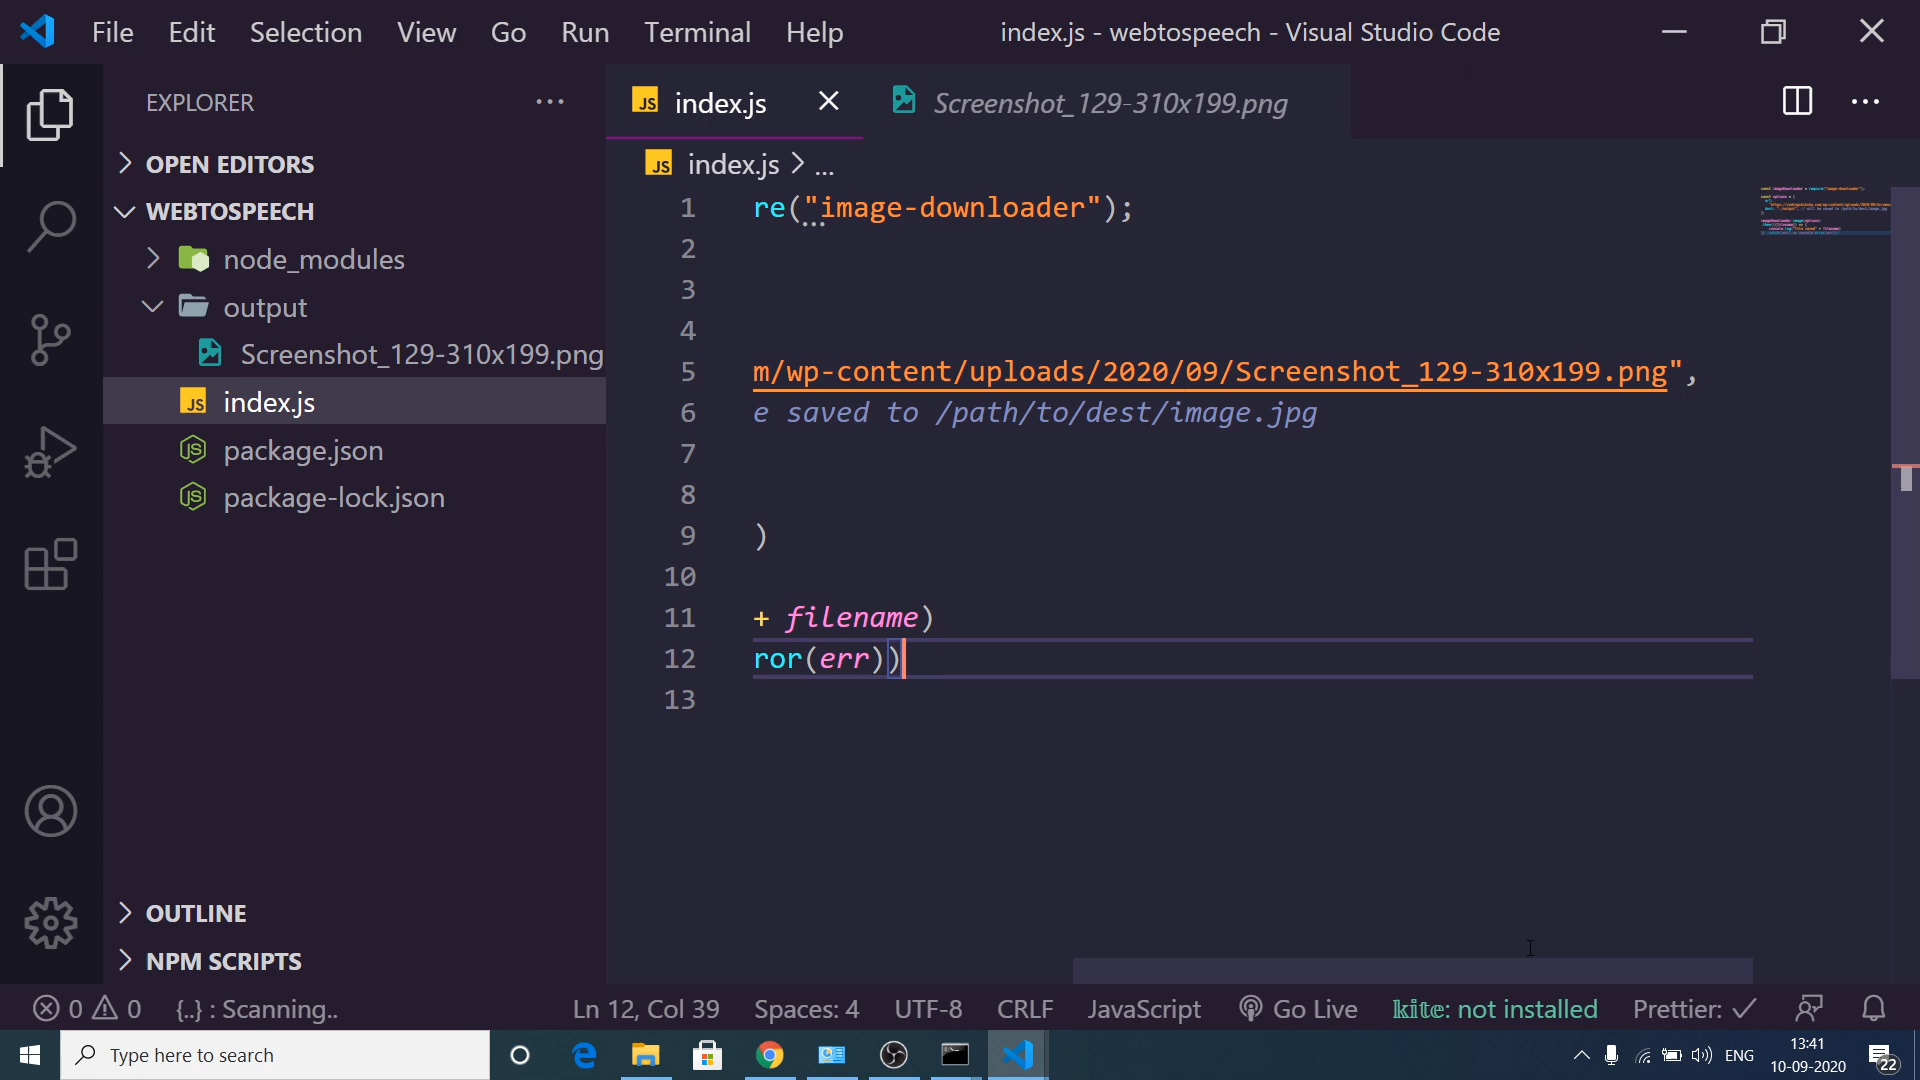 File Edit Selection View Go Run Terminal Help index.js - webtospeech - Visual Studio Code
EXPLORER
index.js
Screenshot_129-310x199.png
OPEN EDITORS
JS index.js > ...
WEBTOSPEECH
node_modules
output
Screenshot_129-310x199.png
JS index.js
package.json
package-lock.json
OUTLINE
NPM SCRIPTS
1 re("image-downloader");
2
3
4
5 m/wp-content/uploads/2020/09/Screenshot_129-310x199.png",
6 e saved to /path/to/dest/image.jpg
7
8
9 )
10
11 + filename)
12 ror(err))
13
0 0 {..} : Scanning.. Ln 12, Col 39 Spaces: 4 UTF-8 CRLF JavaScript Go Live kite: not installed Prettier: ✓
Type here to search
ENG
13:41
10-09-2020
22